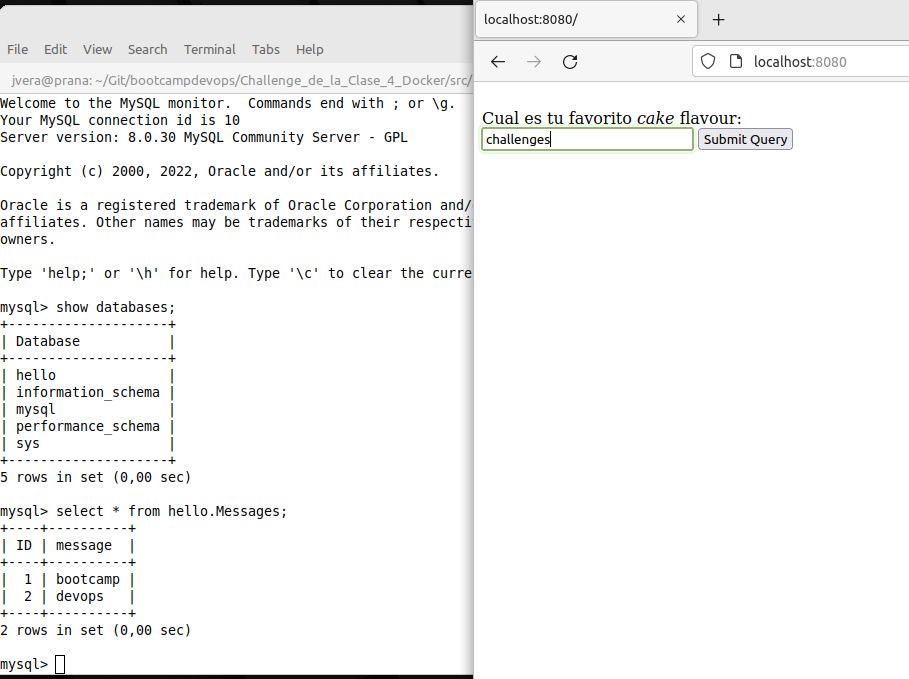 File Edit View Search Terminal Tabs Help
jvera@prana: ~/Git/bootcampdevops/Challenge_de_la_Clase_4_Docker/src/
Welcome to the MySQL monitor.  Commands end with ; or \g.
Your MySQL connection id is 10
Server version: 8.0.30 MySQL Community Server - GPL
Copyright (c) 2000, 2022, Oracle and/or its affiliates.
Oracle is a registered trademark of Oracle Corporation and/
affiliates. Other names may be trademarks of their respecti
owners.
Type 'help;' or '\h' for help. Type '\c' to clear the curre
mysql> show databases;
+--------------------+
| Database           |
+--------------------+
| hello              |
| information_schema |
| mysql              |
| performance_schema |
| sys                |
+--------------------+
5 rows in set (0,00 sec)
mysql> select * from hello.Messages;
+----+----------+
| ID | message  |
+----+----------+
|  1 | bootcamp |
|  2 | devops   |
+----+----------+
2 rows in set (0,00 sec)
mysql>
localhost:8080/
localhost:8080
Cual es tu favorito cake flavour:
challenges Submit Query